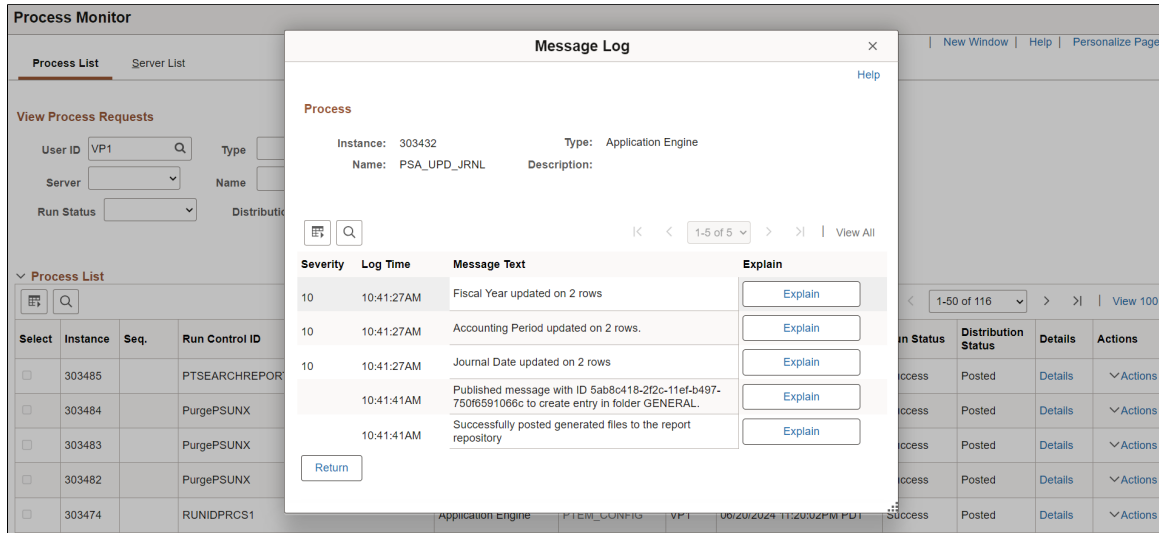 Process Monitor
Message Log
×
New Window | Help | Personalize Page
Process List
Server List
Help
Process
View Process Requests
Instance: 303432
Type: Application Engine
User ID VP1
Type
Name: PSA_UPD_JRNL
Description:
Server
Name
Run Status
1-5 of 5
View All
Severity Log Time Message Text Explain
Process List
10 10:41:27AM Fiscal Year updated on 2 rows Explain
1-50 of 116
View 100
10 10:41:27AM Accounting Period updated on 2 rows. Explain
Select Instance Seq. Run Control ID
Distribution
Status
Details Actions
10 10:41:27AM Journal Date updated on 2 rows Explain
303485 PTSEARCHREPOR
Posted Details Actions
10:41:41AM
Published message with ID 5ab8c418-2f2c-11ef-b497-
750f6591066c to create entry in folder GENERAL.
Explain
303484 PurgePSUNX
Posted Details Actions
10:41:41AM
Successfully posted generated files to the report
repository
Explain
303483 PurgePSUNX
Posted Details Actions
Return
303482 PurgePSUNX
Posted Details Actions
303474 RUNIDPRCS1 Application Engine PTEM_CONFIG VP1 06/20/2024 11:20:02PM PDT Success Posted Details Actions